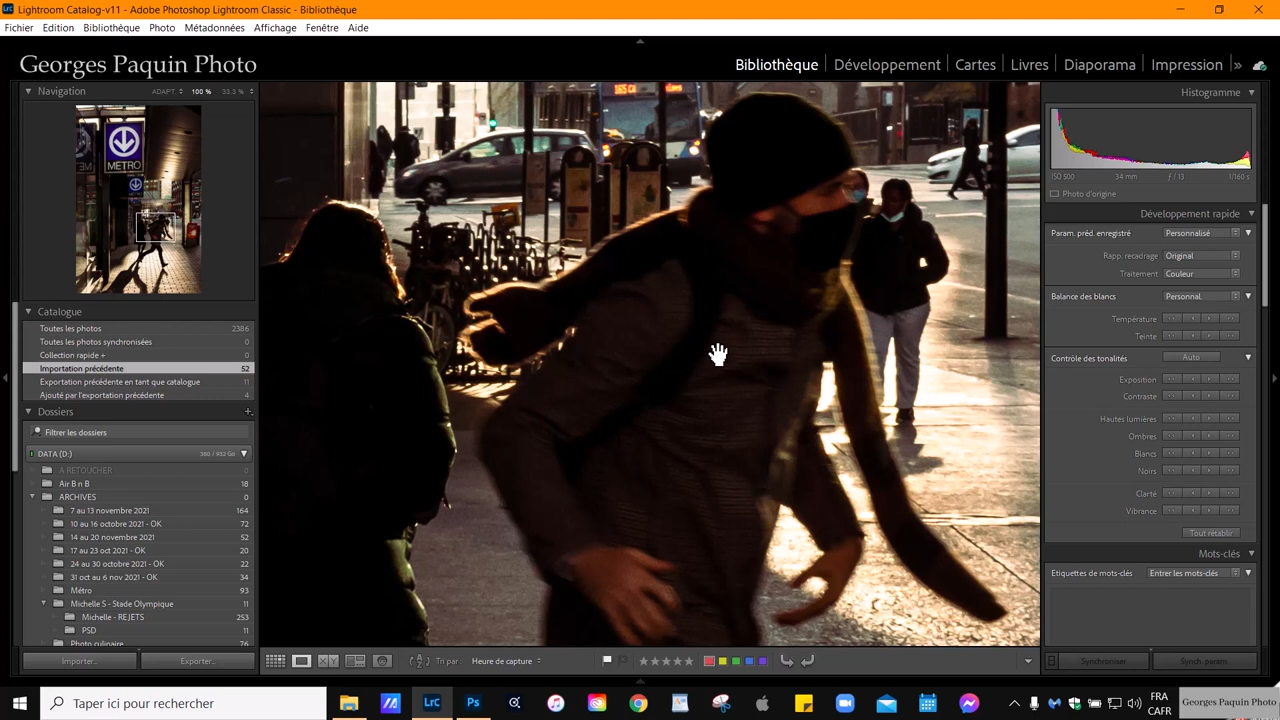 Lightroom Catalog-v11 - Adobe Photoshop Lightroom Classic - Bibliothèque
Fichier Edition Bibliothèque Photo Métadonnées Affichage Fenêtre Aide
Georges Paquin Photo
Bibliothèque Développement Cartes Livres Diaporama Impression »
Navigation ADAPT 100 % 33.3 %
METRO
Catalogue
Toutes les photos 2386
Toutes les photos synchronisées 0
Collection rapide + 0
Importation précédente 52
Exportation précédente en tant que catalogue 11
Ajouté par l'exportation précédente 4
Dossiers
Filtrer les dossiers
DATA (D:) 380 / 932 Go
A RETOUCHER 0
Air B n B 18
ARCHIVES 0
7 au 13 novembre 2021 164
10 au 16 octobre 2021 - OK 72
14 au 20 novembre 2021 52
17 au 23 oct 2021 - OK 20
24 au 30 octobre 2021 - OK 22
31 oct au 6 nov 2021 - OK 34
Métro 93
Michelle S - Stade Olympique 11
Michelle - REJETS 253
PSD 11
Photo culinaire 76
Importer... Exporter...
Tri par : Heure de capture
Histogramme
ISO 500 34 mm ƒ / 13 1/160 s
Photo d'origine
Développement rapide
Param. préd. enregistré Personnalisé
Rapp. recadrage Original
Traitement Couleur
Balance des blancs Personnal.
Température
Teinte
Contrôle des tonalités Auto
Exposition
Contraste
Hautes lumières
Ombres
Blancs
Noirs
Clarté
Vibrance
Tout rétablir
Mots-clés
Etiquettes de mots-clés Entrer les mots-clés
Synchroniser Synch. param.
Taper ici pour rechercher
LrC
Ps
FRA
CAFR
Georges Paquin Photo